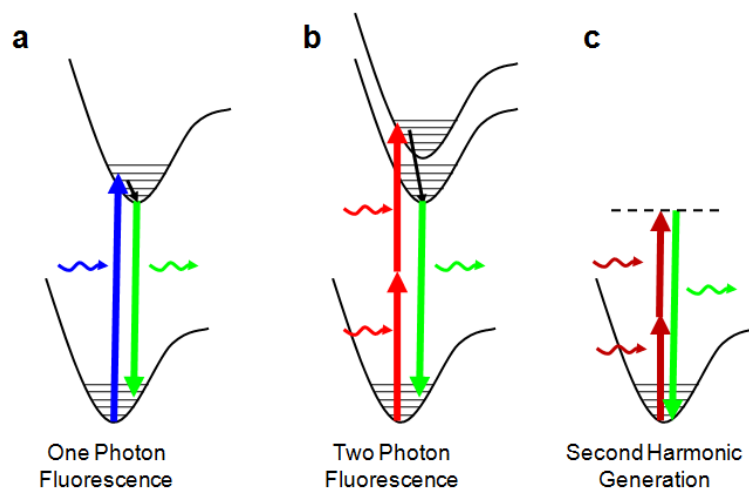 a
b
c
One Photon
Fluorescence
Two Photon
Fluorescence
Second Harmonic
Generation